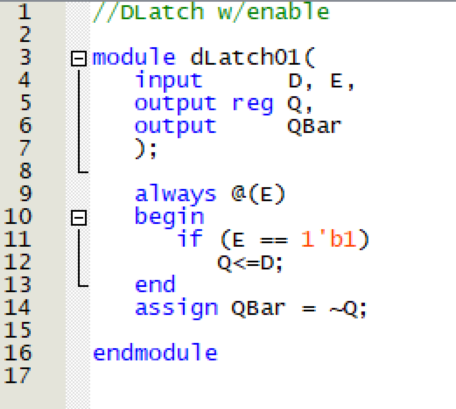 1 //DLatch w/enable
2
3 module dLatch01(
4 input D, E,
5 output reg Q,
6 output QBar
7 );
8
9 always @(E)
10 begin
11 if (E == 1'b1)
12 Q<=D;
13 end
14 assign QBar = ~Q;
15
16 endmodule
17